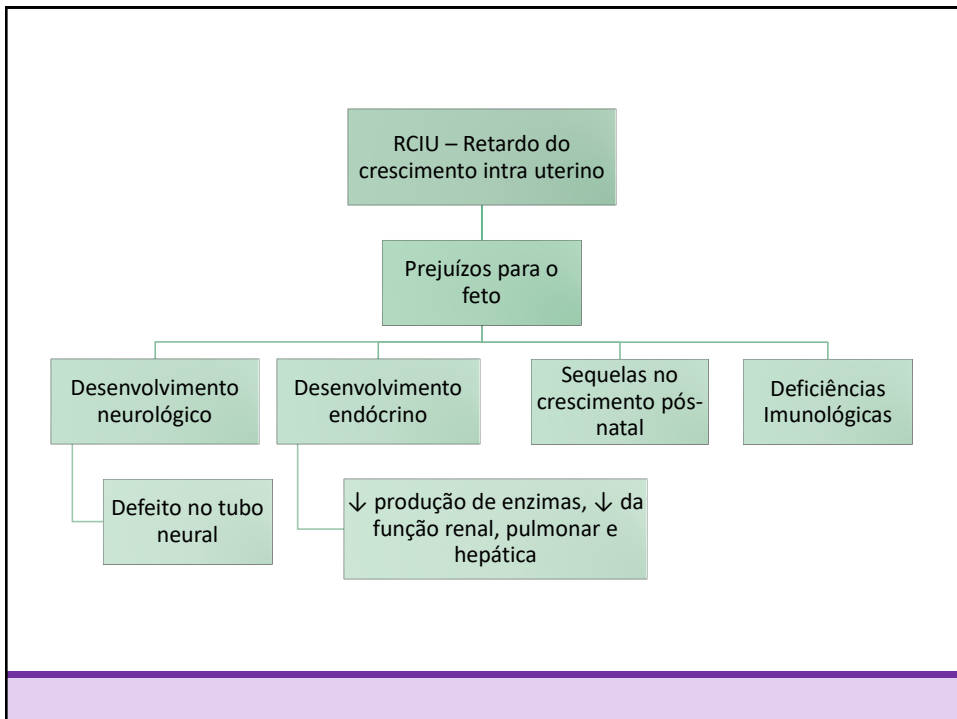 RCIU – Retardo do
crescimento intra uterino
Prejuízos para o
feto
Desenvolvimento
neurológico
Desenvolvimento
endócrino
Sequelas no
crescimento pós-
natal
Deficiências
Imunológicas
Defeito no tubo
neural
↓ produção de enzimas, ↓ da
função renal, pulmonar e
hepática